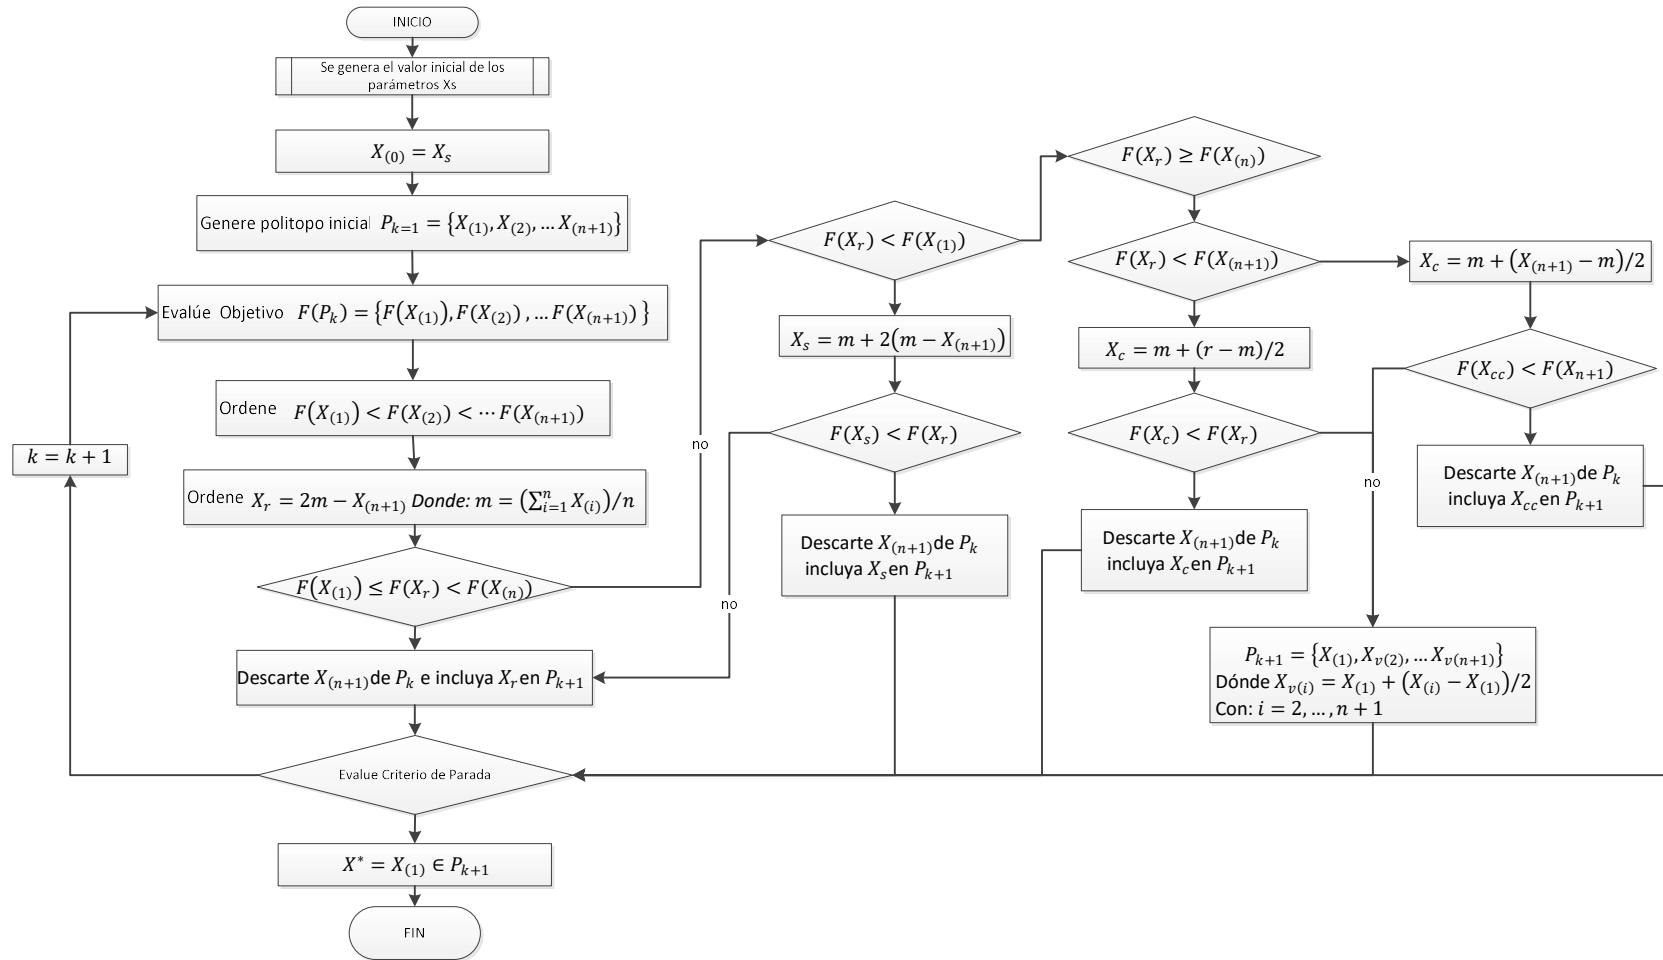 INICIO
Se genera el valor inicial de los
parámetros Xs
X(0) = Xs
Genere politopo inicial Pk=1 = {X(1), X(2), … X(n+1)}
Evalúe Objetivo F(Pk) = {F(X(1)), F(X(2)) , … F(X(n+1)) }
Ordene F(X(1)) < F(X(2)) < ⋯ F(X(n+1))
k = k + 1
Ordene Xr = 2m − X(n+1) Donde: m = (∑ⁿi=1 X(i))/n
F(X(1)) ≤ F(Xr) < F(X(n))
no
Descarte X(n+1) de Pk e incluya Xr en Pk+1
Evalue Criterio de Parada
X* = X(1) ∈ Pk+1
FIN
F(Xr) < F(X(1))
Xs = m + 2(m − X(n+1))
F(Xs) < F(Xr)
no
Descarte X(n+1) de Pk
incluya Xs en Pk+1
F(Xr) ≥ F(X(n))
F(Xr) < F(X(n+1))
Xc = m + (r − m)/2
F(Xc) < F(Xr)
no
Descarte X(n+1) de Pk
incluya Xc en Pk+1
Xc = m + (X(n+1) − m)/2
F(Xcc) < F(Xn+1)
Descarte X(n+1) de Pk
incluya Xcc en Pk+1
Pk+1 = {X(1), Xv(2), … Xv(n+1)}
Dónde Xv(i) = X(1) + (X(i) − X(1))/2
Con: i = 2, … , n + 1